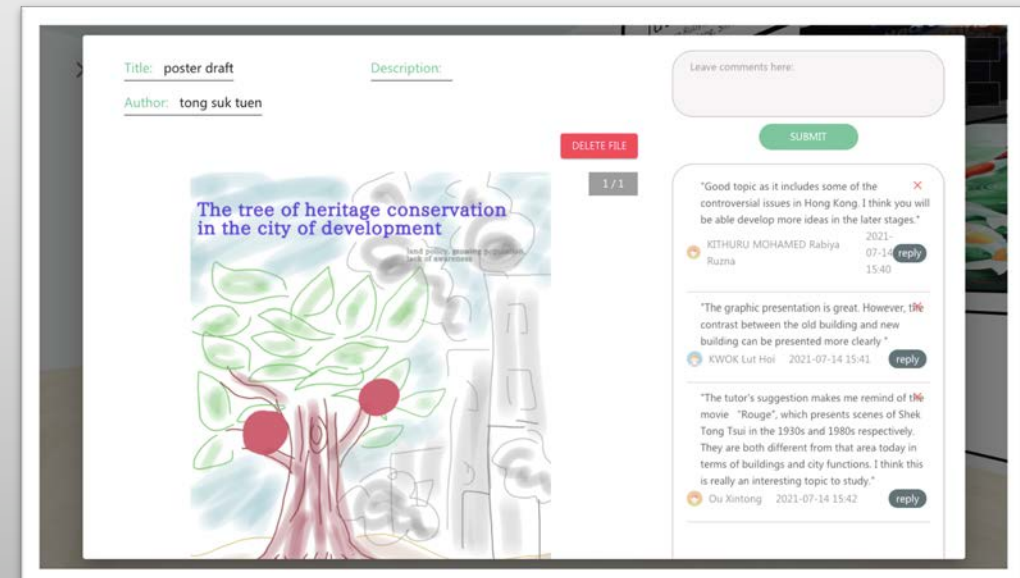 Title: poster draft
Description:
Author: tong suk tuen
DELETE FILE
1 / 1
The tree of heritage conservation
in the city of development
land policy, growing population,
lack of awareness
Leave comments here:
SUBMIT
"Good topic as it includes some of the
controversial issues in Hong Kong. I think you will
be able develop more ideas in the later stages."
KITHURU MOHAMED Rabiya
Ruzna
2021-
07-14
15:40
reply
"The graphic presentation is great. However, the
contrast between the old building and new
building can be presented more clearly "
KWOK Lut Hoi 2021-07-14 15:41
reply
"The tutor's suggestion makes me remind of the
movie "Rouge", which presents scenes of Shek
Tong Tsui in the 1930s and 1980s respectively.
They are both different from that area today in
terms of buildings and city functions. I think this
is really an interesting topic to study."
Ou Xintong 2021-07-14 15:42
reply